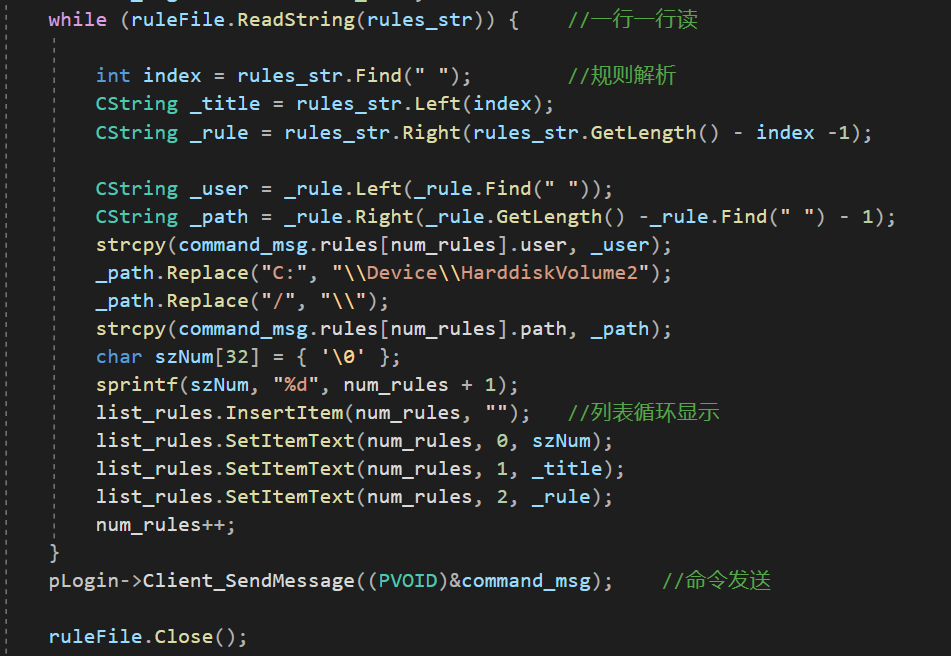 while (ruleFile.ReadString(rules_str)) {    //一行一行读
int index = rules_str.Find(" ");        //规则解析
CString _title = rules_str.Left(index);
CString _rule = rules_str.Right(rules_str.GetLength() - index -1);
CString _user = _rule.Left(_rule.Find(" "));
CString _path = _rule.Right(_rule.GetLength() -_rule.Find(" ") - 1);
strcpy(command_msg.rules[num_rules].user, _user);
_path.Replace("C:", "\\Device\\HarddiskVolume2");
_path.Replace("/", "\\");
strcpy(command_msg.rules[num_rules].path, _path);
char szNum[32] = { '\0' };
sprintf(szNum, "%d", num_rules + 1);
list_rules.InsertItem(num_rules, "");   //列表循环显示
list_rules.SetItemText(num_rules, 0, szNum);
list_rules.SetItemText(num_rules, 1, _title);
list_rules.SetItemText(num_rules, 2, _rule);
num_rules++;
}
pLogin->Client_SendMessage((PVOID)&command_msg);    //命令发送
ruleFile.Close();